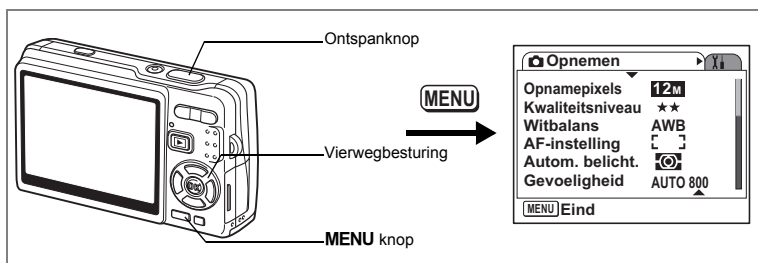 Ontspanknop
Vierwegbesturing
MENU knop
MENU
Opnemen
Opnamepixels 12M
Kwaliteitsniveau ★★
Witbalans AWB
AF-instelling
Autom. belicht.
Gevoeligheid AUTO 800
MENU Eind
OK